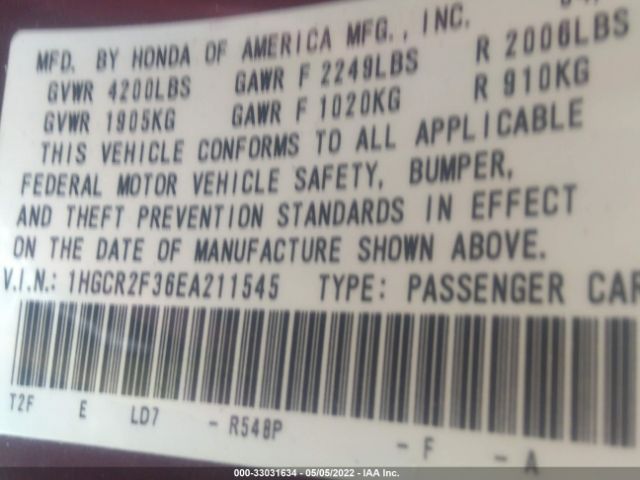 MFD. BY HONDA OF AMERICA MFG., INC.
GVWR 4200LBS GAWR F 2249LBS R 2006LBS
GVWR 1905KG GAWR F 1020KG R 910KG
THIS VEHICLE CONFORMS TO ALL APPLICABLE
FEDERAL MOTOR VEHICLE SAFETY, BUMPER,
AND THEFT PREVENTION STANDARDS IN EFFECT
ON THE DATE OF MANUFACTURE SHOWN ABOVE.
V.I.N.: 1HGCR2F36EA211545 TYPE: PASSENGER CAR
T2F E LD7 - R548P - F - A
000-33031634 - 05/05/2022 - IAA Inc.